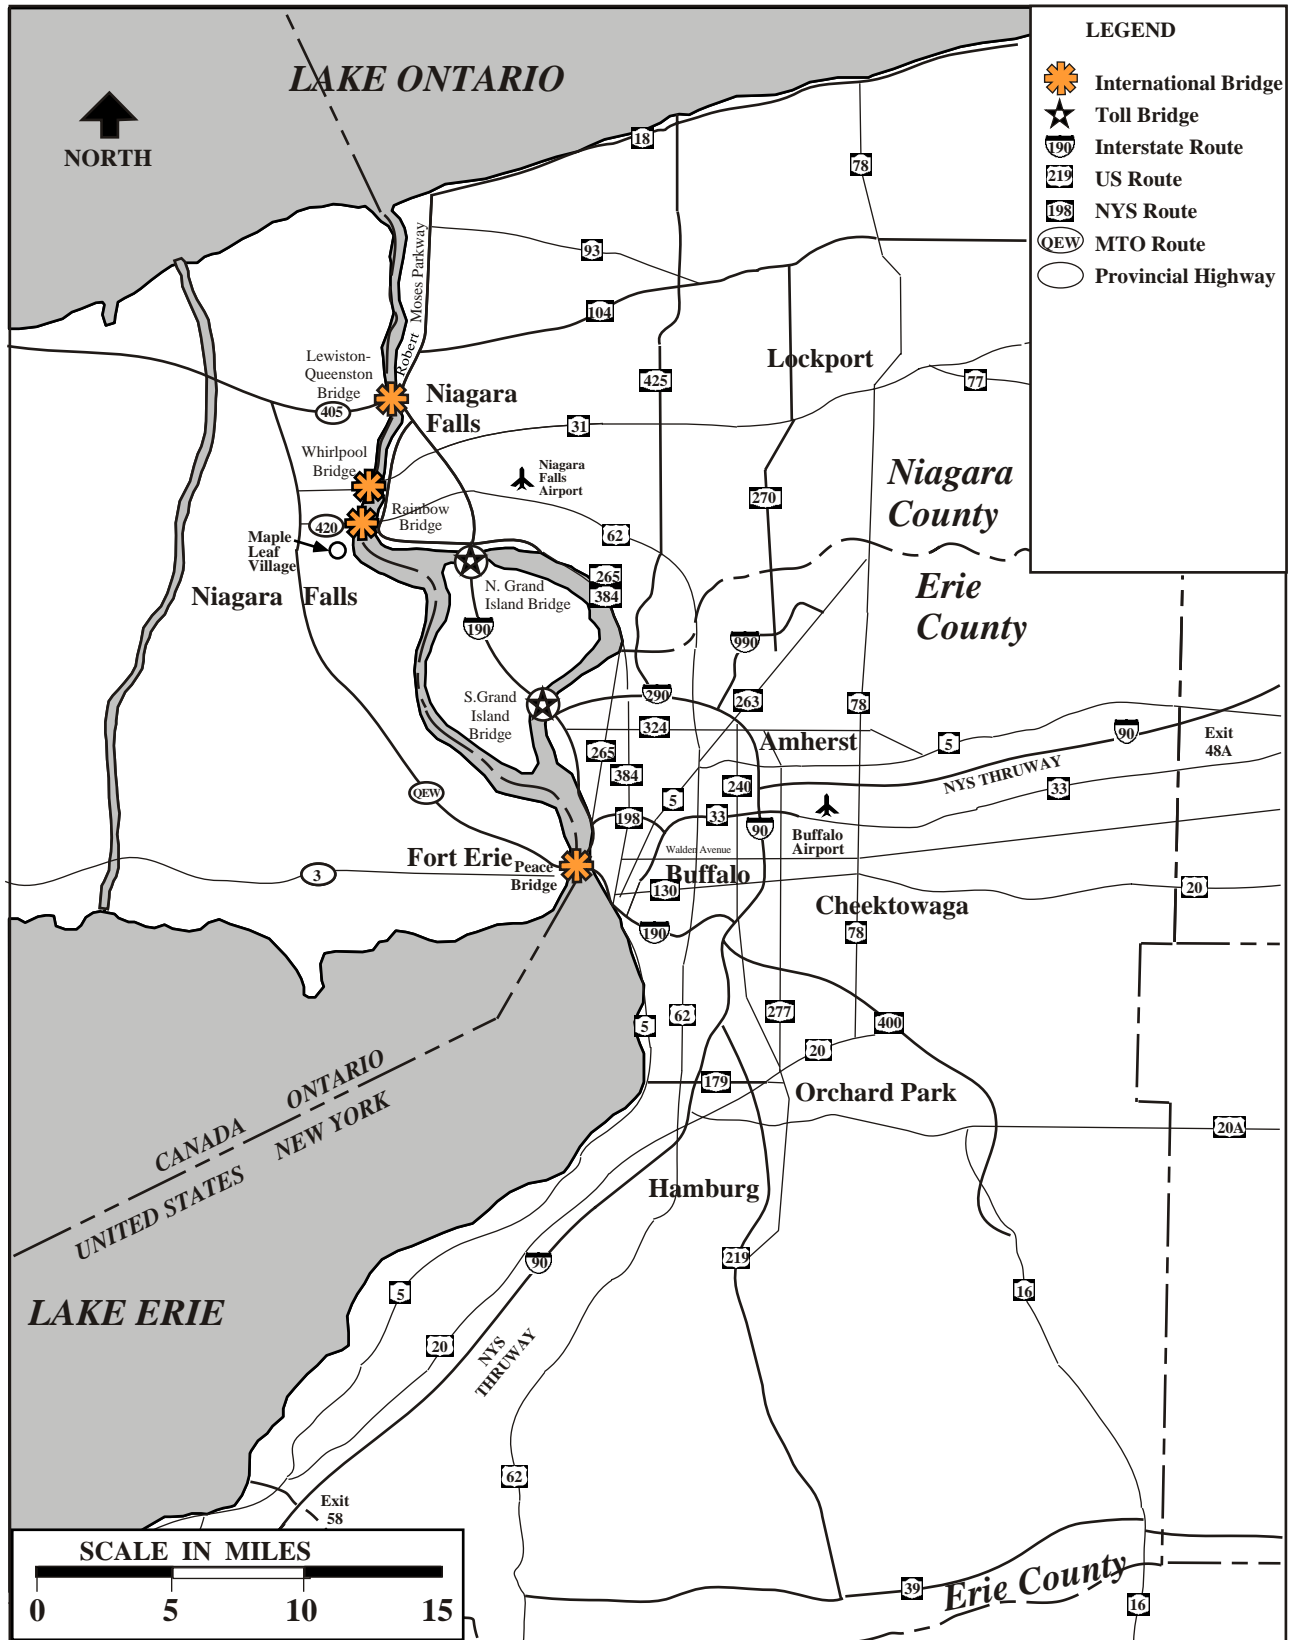 LEGEND
International Bridge
Toll Bridge
190 Interstate Route
219 US Route
198 NYS Route
QEW MTO Route
Provincial Highway
LAKE ONTARIO
NORTH
18
78
Robert Moses Parkway
93
104
Lewiston-
Queenston
Bridge
405
Niagara
Falls
Lockport
425
77
31
Whirlpool
Bridge
Niagara
Falls
Airport
Niagara
County
270
Rainbow
Bridge
420
62
Maple
Leaf
Village
Niagara Falls
265
384
N. Grand
Island Bridge
Erie
County
190
990
S.Grand
Island
Bridge
290
263
78
324
Amherst
5
90
Exit
48A
265
384
240
NYS THRUWAY
33
QEW
5
198
33
90
Buffalo
Airport
Walden Avenue
Fort Erie
Peace
Bridge
3
Buffalo
130
20
Cheektowaga
190
78
5
62
277
400
20
179
Orchard Park
20A
CANADA
ONTARIO
UNITED STATES
NEW YORK
Hamburg
90
219
5
16
LAKE ERIE
20
NYS
THRUWAY
62
Exit
58
39
Erie County
16
SCALE IN MILES
0 5 10 15